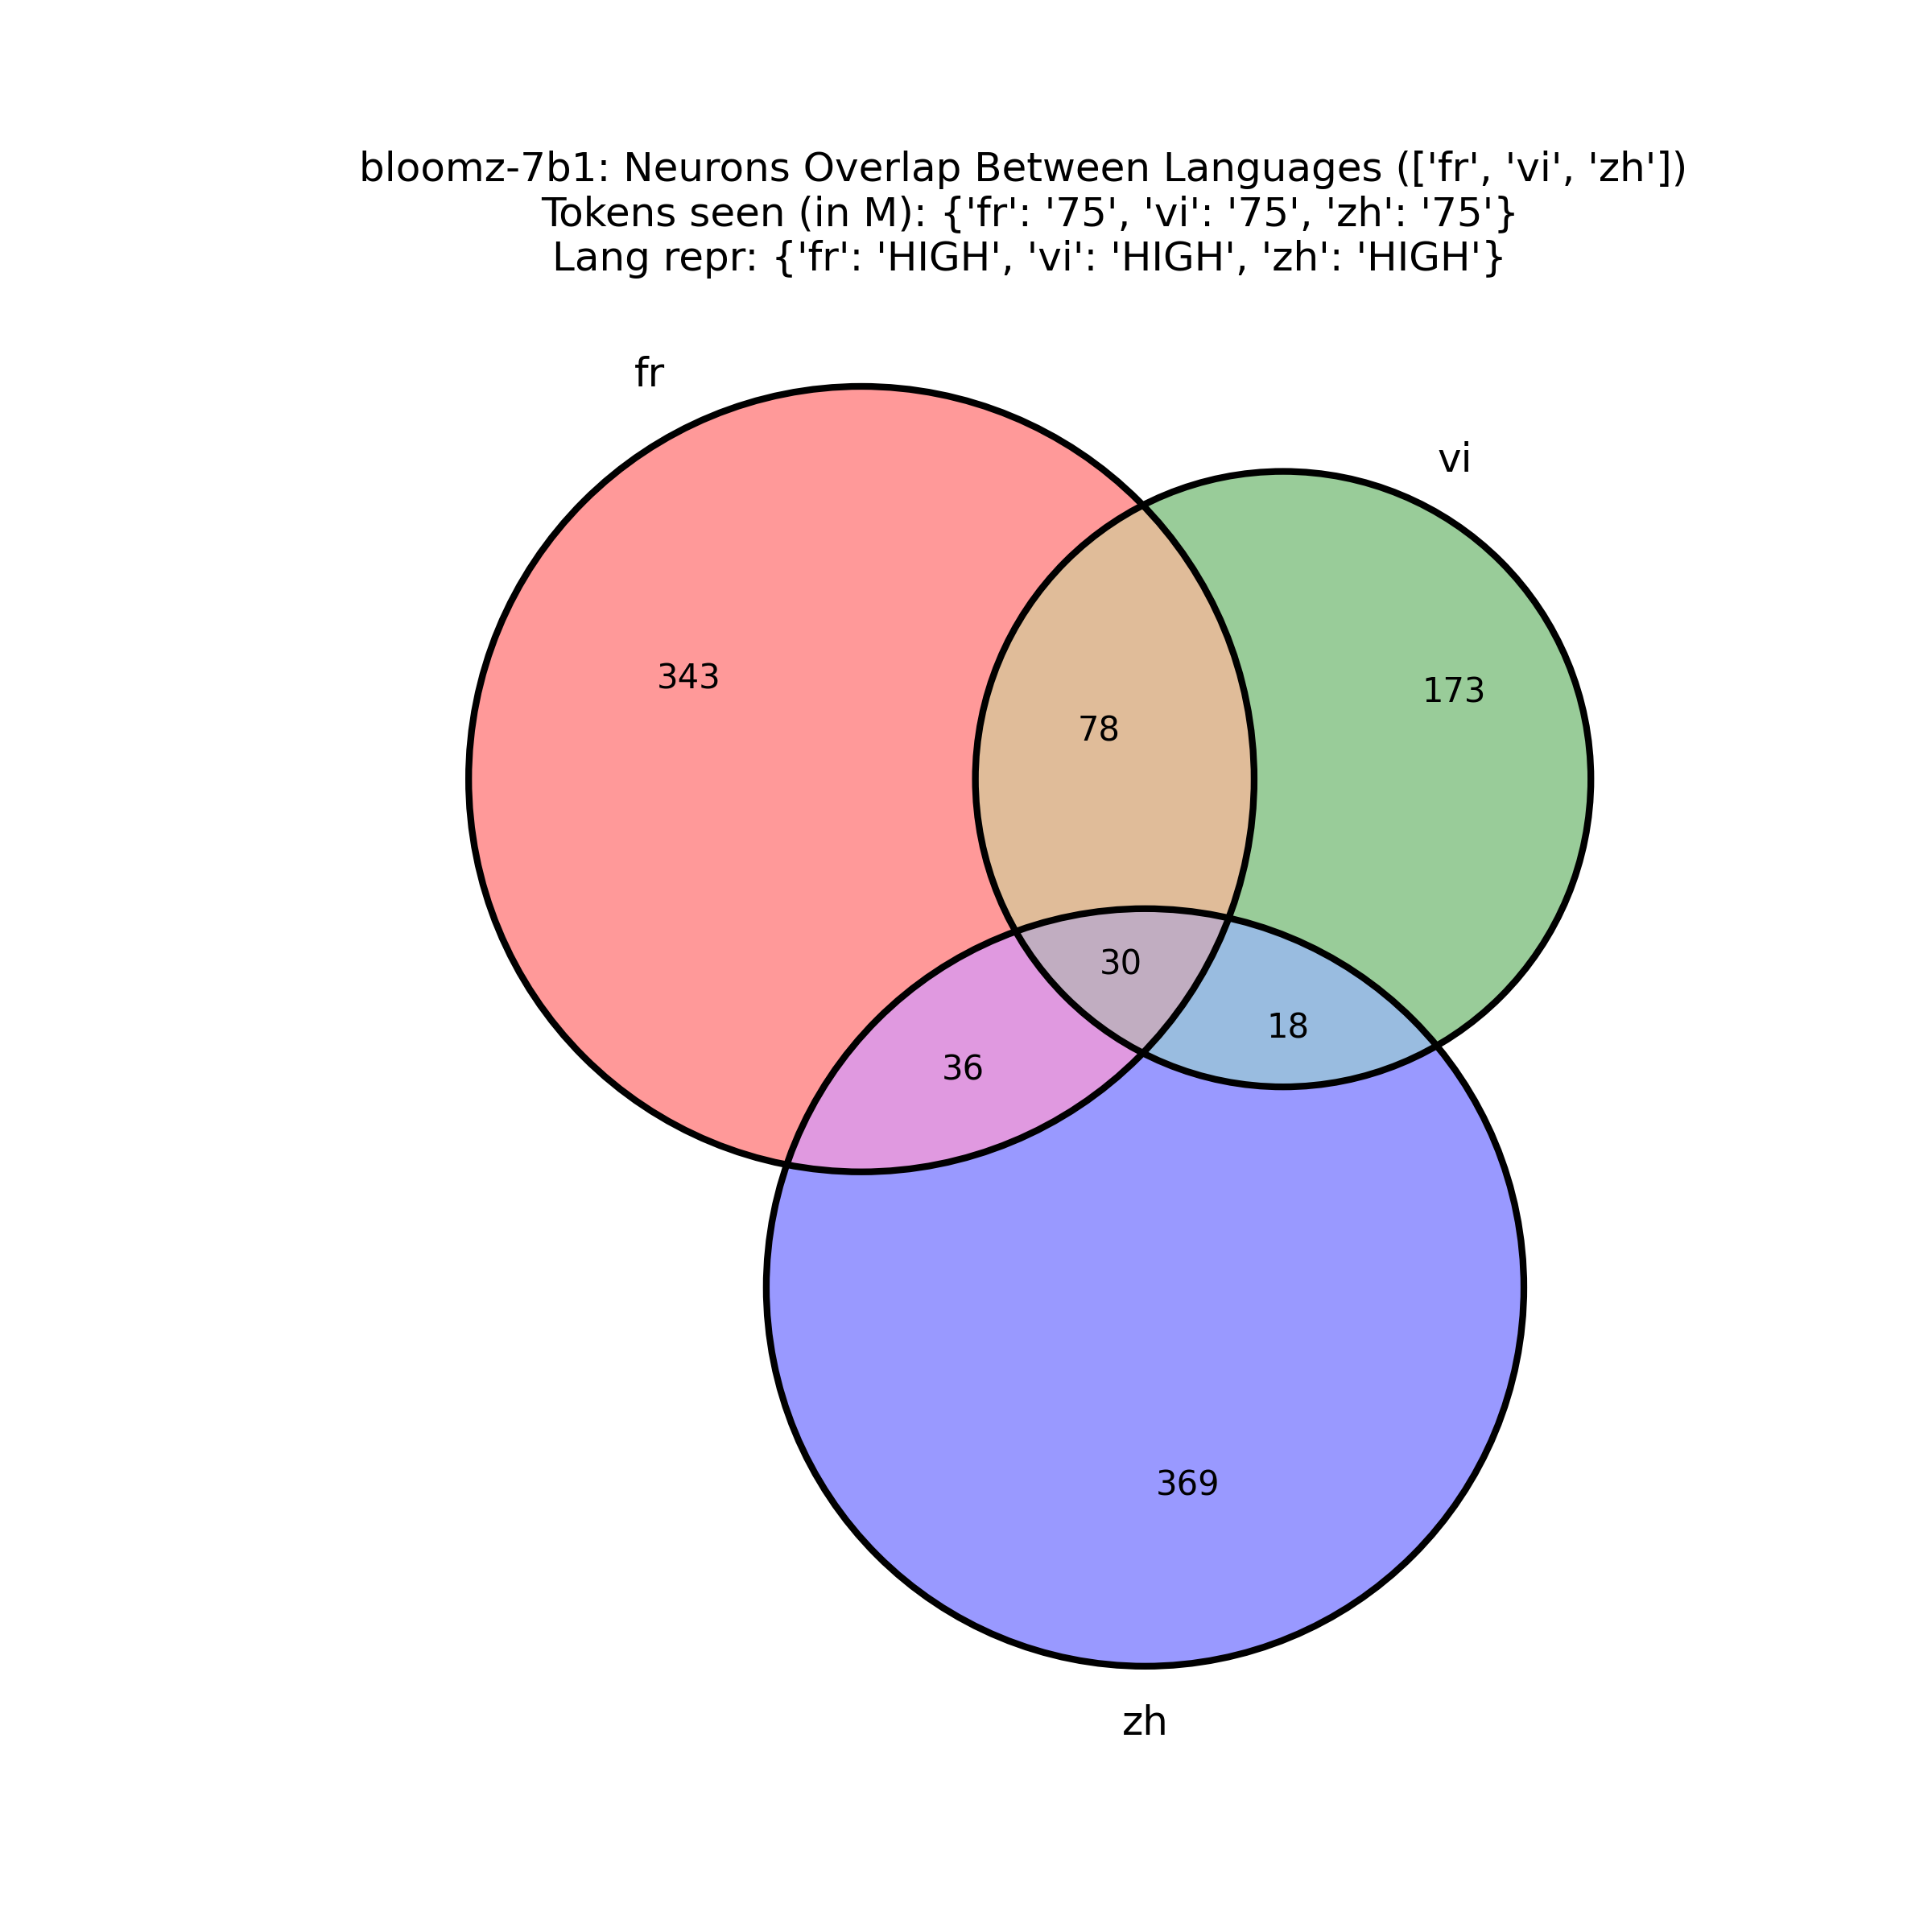 bloomz-7b1: Neurons Overlap Between Languages (['fr', 'vi', 'zh'])
Tokens seen (in M): {'fr': '75', 'vi': '75', 'zh': '75'}
Lang repr: {'fr': 'HIGH', 'vi': 'HIGH', 'zh': 'HIGH'}
fr
vi
343
173
78
30
18
36
369
zh